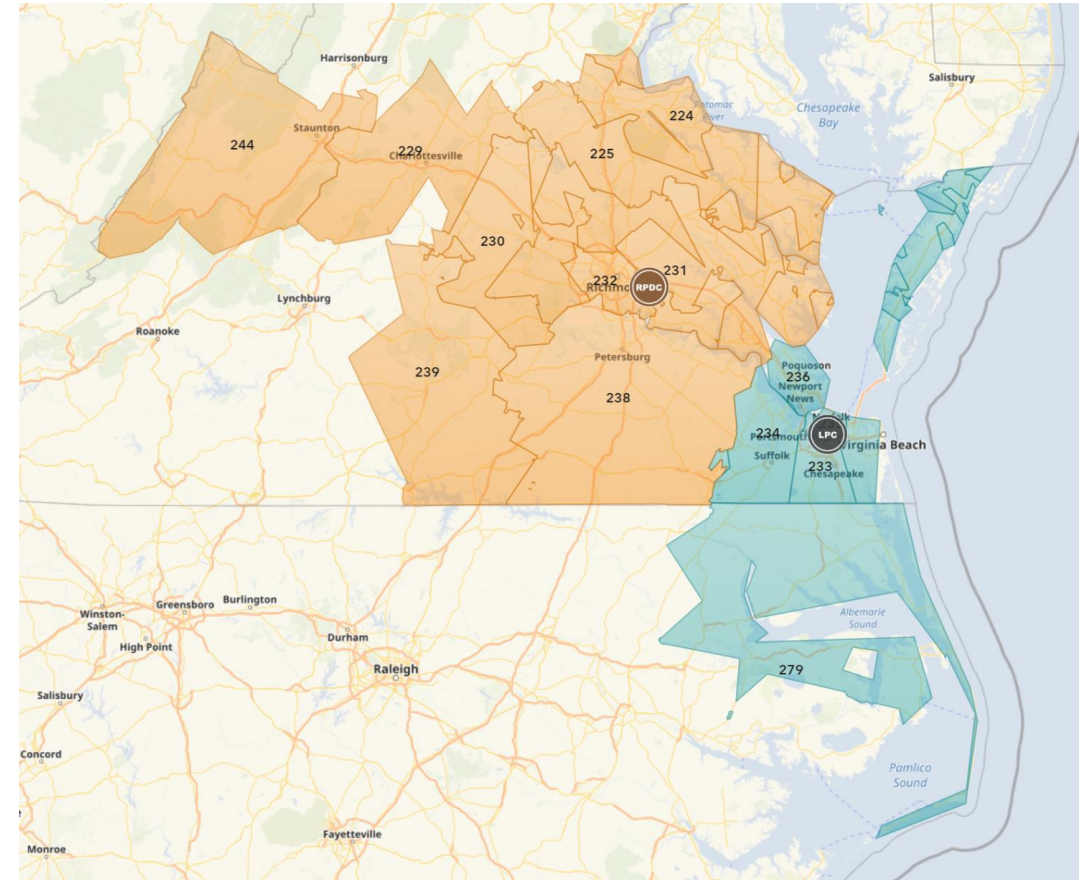 Harrisonburg
Salisbury
Potomac
River
Chesapeake
Bay
224
Staunton
244
229
Charlottesville
225
230
231
232
Richmo
RPDC
Lynchburg
Roanoke
Petersburg
239
238
Poquoson
236
Newport
News
234
Portsmouth
LPC
Virginia Beach
Suffolk
233
Chesapeake
Winston-
Salem
Greensboro
Burlington
High Point
Durham
Raleigh
Albemarle
Sound
279
Salisbury
Concord
Pamlico
Sound
Fayetteville
Monroe